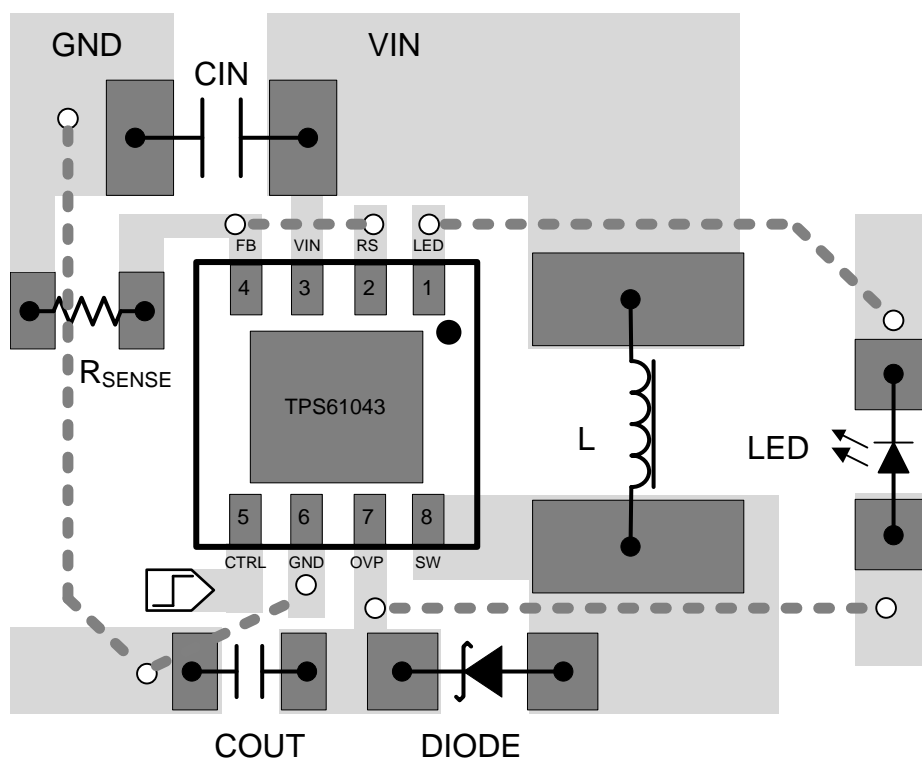 GND
VIN
CIN
FB
VIN
RS
LED
4
3
2
1
RSENSE
TPS61043
L
LED
5
6
7
8
CTRL
GND
OVP
SW
COUT
DIODE